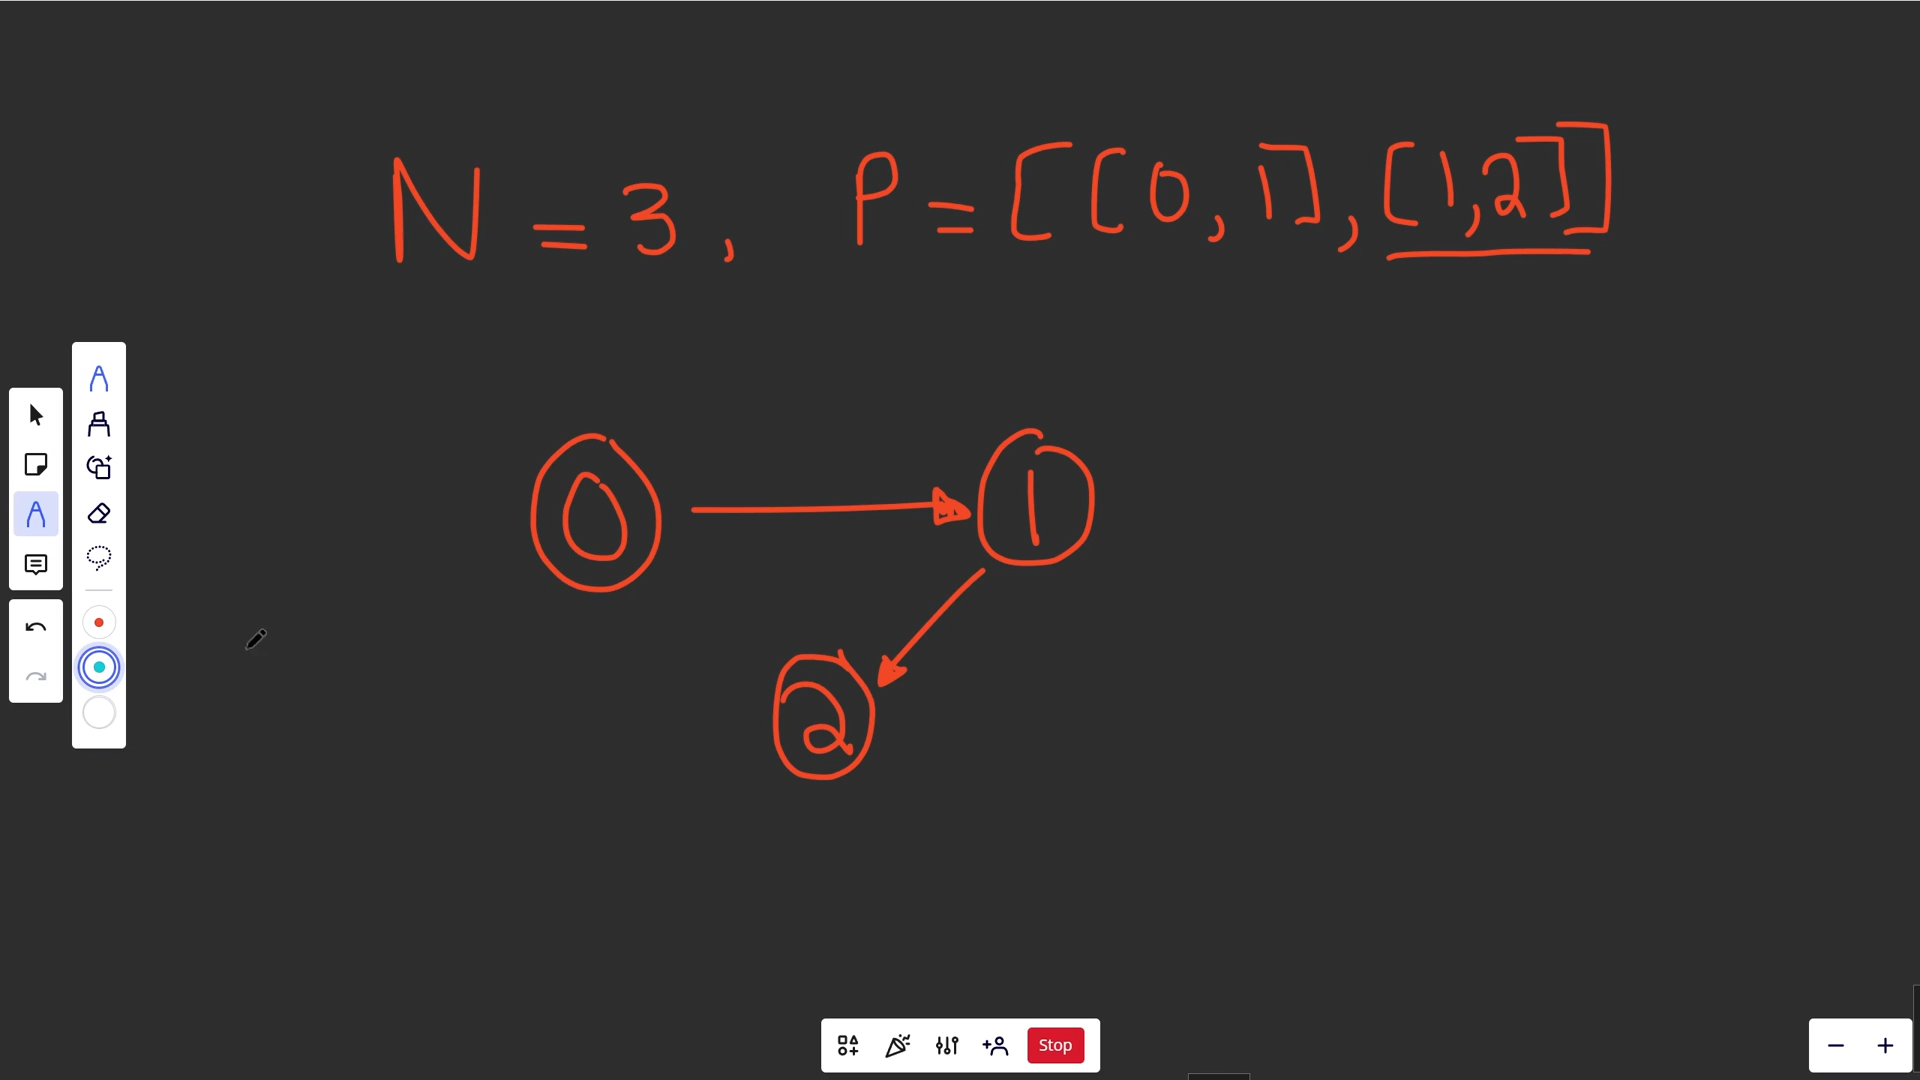 N = 3, P = [[0,1],[1,2]]
0
1
2
Stop